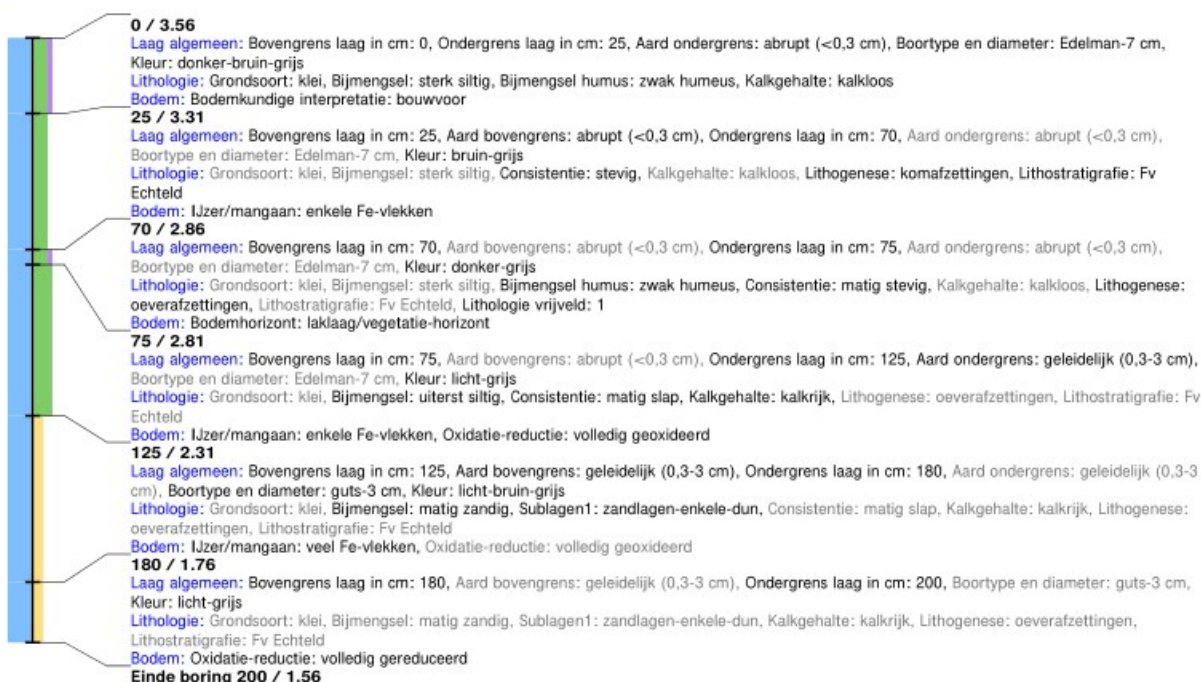 0 / 3.56
Laag algemeen: Bovengrens laag in cm: 0, Ondergrens laag in cm: 25, Aard ondergrens: abrupt (<0,3 cm), Boortype en diameter: Edelman-7 cm,
Kleur: donker-bruin-grijs
Lithologie: Grondsoort: klei, Bijmengsel: sterk siltig, Bijmengsel humus: zwak humeus, Kalkgehalte: kalkloos
Bodem: Bodemkundige interpretatie: bouwvoor
25 / 3.31
Laag algemeen: Bovengrens laag in cm: 25, Aard bovengrens: abrupt (<0,3 cm), Ondergrens laag in cm: 70, Aard ondergrens: abrupt (<0,3 cm),
Boortype en diameter: Edelman-7 cm, Kleur: bruin-grijs
Lithologie: Grondsoort: klei, Bijmengsel: sterk siltig, Consistentie: stevig, Kalkgehalte: kalkloos, Lithogenese: komafzettingen, Lithostratigrafie: Fv
Echteld
Bodem: IJzer/mangaan: enkele Fe-vlekken
70 / 2.86
Laag algemeen: Bovengrens laag in cm: 70, Aard bovengrens: abrupt (<0,3 cm), Ondergrens laag in cm: 75, Aard ondergrens: abrupt (<0,3 cm),
Boortype en diameter: Edelman-7 cm, Kleur: donker-grijs
Lithologie: Grondsoort: klei, Bijmengsel: sterk siltig, Bijmengsel humus: zwak humeus, Consistentie: matig stevig, Kalkgehalte: kalkloos, Lithogenese:
oeverafzettingen, Lithostratigrafie: Fv Echteld, Lithologie vrijveld: 1
Bodem: Bodemhorizont: laklaag/vegetatie-horizont
75 / 2.81
Laag algemeen: Bovengrens laag in cm: 75, Aard bovengrens: abrupt (<0,3 cm), Ondergrens laag in cm: 125, Aard ondergrens: geleidelijk (0,3-3 cm),
Boortype en diameter: Edelman-7 cm, Kleur: licht-grijs
Lithologie: Grondsoort: klei, Bijmengsel: uiterst siltig, Consistentie: matig slap, Kalkgehalte: kalkrijk, Lithogenese: oeverafzettingen, Lithostratigrafie: Fv
Echteld
Bodem: IJzer/mangaan: enkele Fe-vlekken, Oxidatie-reductie: volledig geoxideerd
125 / 2.31
Laag algemeen: Bovengrens laag in cm: 125, Aard bovengrens: geleidelijk (0,3-3 cm), Ondergrens laag in cm: 180, Aard ondergrens: geleidelijk (0,3-3
cm), Boortype en diameter: guts-3 cm, Kleur: licht-bruin-grijs
Lithologie: Grondsoort: klei, Bijmengsel: matig zandig, Sublagen1: zandlagen-enkele-dun, Consistentie: matig slap, Kalkgehalte: kalkrijk, Lithogenese:
oeverafzettingen, Lithostratigrafie: Fv Echteld
Bodem: IJzer/mangaan: veel Fe-vlekken, Oxidatie-reductie: volledig geoxideerd
180 / 1.76
Laag algemeen: Bovengrens laag in cm: 180, Aard bovengrens: geleidelijk (0,3-3 cm), Ondergrens laag in cm: 200, Boortype en diameter: guts-3 cm,
Kleur: licht-grijs
Lithologie: Grondsoort: klei, Bijmengsel: matig zandig, Sublagen1: zandlagen-enkele-dun, Kalkgehalte: kalkrijk, Lithogenese: oeverafzettingen,
Lithostratigrafie: Fv Echteld
Bodem: Oxidatie-reductie: volledig gereduceerd
Einde boring 200 / 1.56